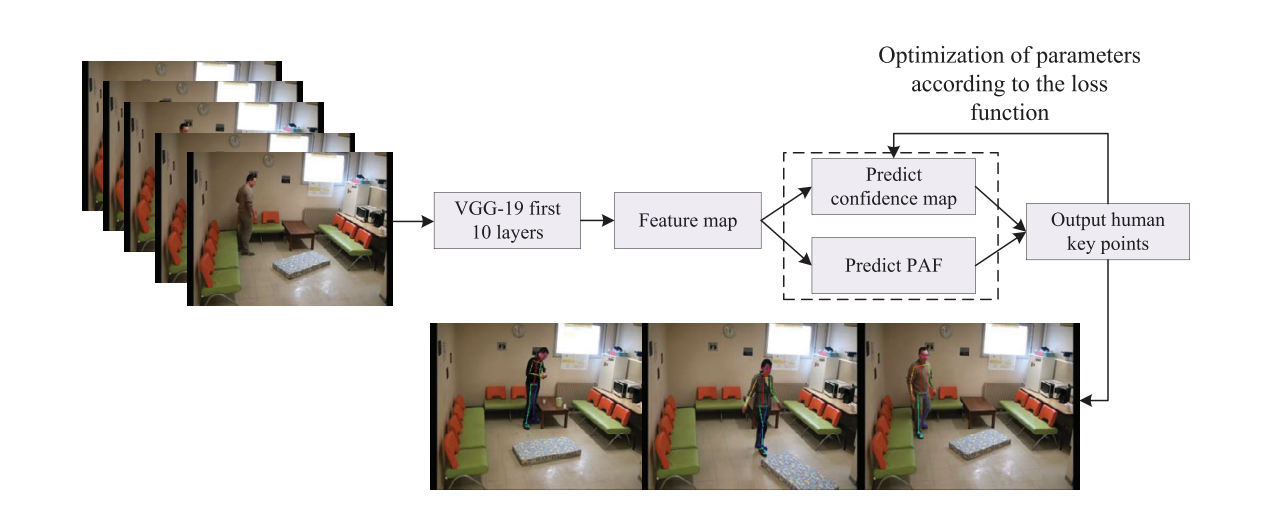 Optimization of parameters
according to the loss
function
VGG-19 first
10 layers
Feature map
Predict
confidence map
Predict PAF
Output human
key points